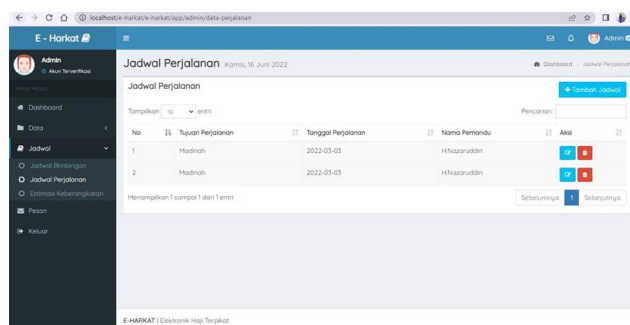 localhost/e-harkat/e-harkat/app/admin/data-perjalanan
E - Harkat
Admin
Admin
Akun Terverifikasi
MAIN MENU
Dashboard
Data
Jadwal
Jadwal Bimbingan
Jadwal Perjalanan
Estimasi Keberangkatan
Pesan
Keluar
Jadwal Perjalanan Kamis, 16 Juni 2022
Dashboard > Jadwal Perjalanan
Jadwal Perjalanan
+ Tambah Jadwal
Tampilkan 10 entri
Pencarian:
No Tujuan Perjalanan Tanggal Perjalanan Nama Pemandu Aksi
1 Madinah 2022-03-03 H.Nazaruddin
2 Madinah 2022-03-03 H.Nazaruddin
Menampilkan 1 sampai 1 dari 1 entri
Sebelumnya 1 Selanjutnya
E-HARKAT | Elektronik Haji Terpikat